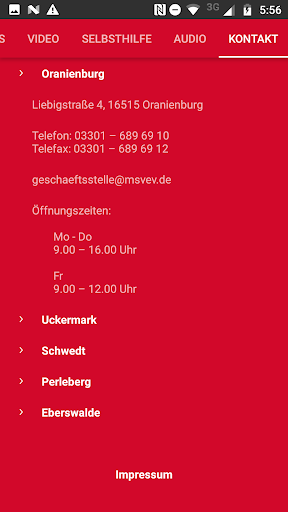 3G 5:56
S VIDEO SELBSTHILFE AUDIO KONTAKT
Oranienburg
Liebigstraße 4, 16515 Oranienburg
Telefon: 03301 – 689 69 10
Telefax: 03301 – 689 69 12
geschaeftsstelle@msvev.de
Öffnungszeiten:
Mo - Do
9.00 – 16.00 Uhr
Fr
9.00 – 12.00 Uhr
Uckermark
Schwedt
Perleberg
Eberswalde
Impressum